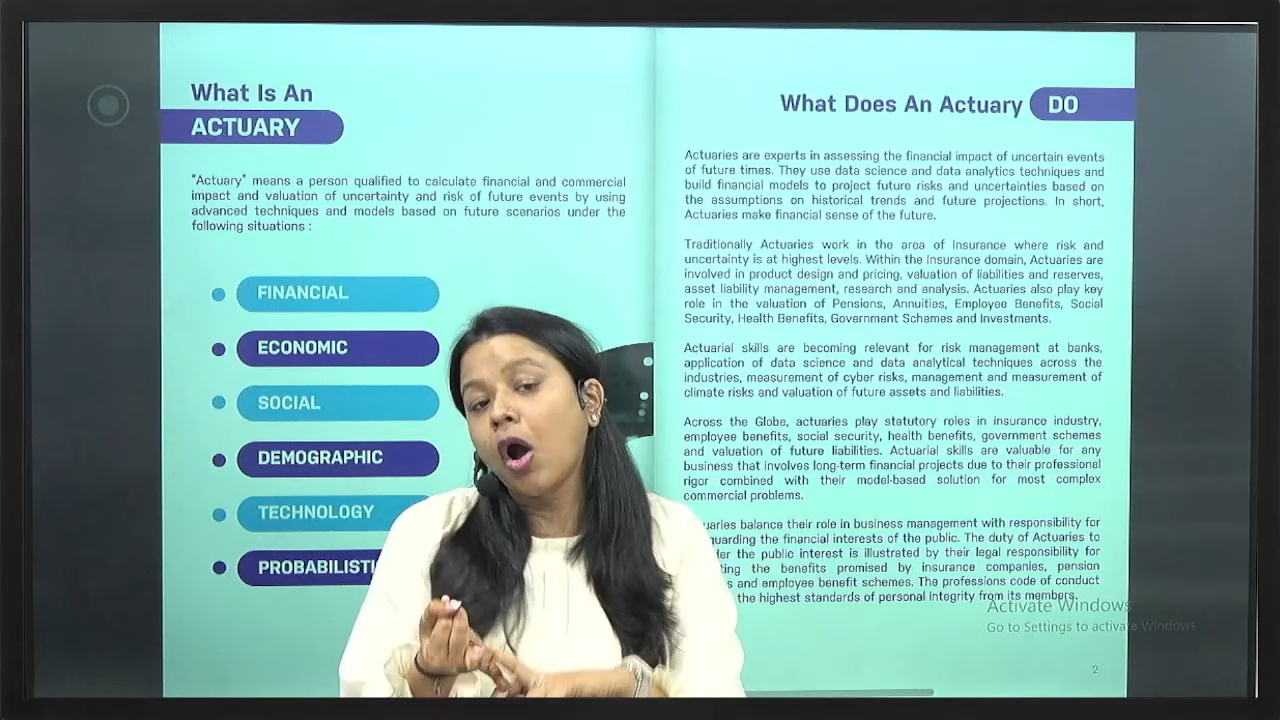 What Is An
ACTUARY
"Actuary" means a person qualified to calculate financial and commercial
impact and valuation of uncertainty and risk of future events by using
advanced techniques and models based on future scenarios under the
following situations :
FINANCIAL
ECONOMIC
SOCIAL
DEMOGRAPHIC
TECHNOLOGY
What Does An Actuary DO
Actuaries are experts in assessing the financial impact of uncertain events
of future times. They use data science and data analytics techniques and
build financial models to project future risks and uncertainties based on
the assumptions on historical trends and future projections. In short,
Actuaries make financial sense of the future.
Traditionally Actuaries work in the area of Insurance where risk and
uncertainty is at highest levels. Within the Insurance domain, Actuaries are
involved in product design and pricing, valuation of liabilities and reserves,
asset liability management, research and analysis. Actuaries also play key
role in the valuation of Pensions, Annuities, Employee Benefits, Social
Security, Health Benefits, Government Schemes and Investments.
Actuarial skills are becoming relevant for risk management at banks,
application of data science and data analytical techniques across the
industries, measurement of cyber risks, management and measurement of
climate risks and valuation of future assets and liabilities.
Across the Globe, actuaries play statutory roles in insurance industry,
employee benefits, social security, health benefits, government schemes
and valuation of future liabilities. Actuarial skills are valuable for any
business that involves long-term financial projects due to their professional
rigor combined with their model-based solution for most complex
commercial problems.
balance their role in business management with responsibility for
the financial interests of the public. The duty of Actuaries to
the public interest is illustrated by their legal responsibility for
the benefits promised by insurance companies, pension
and employee benefit schemes. The professions code of conduct
the highest standards of personal integrity from its members.
Activate Windows
Go to Settings to activate Windows
2